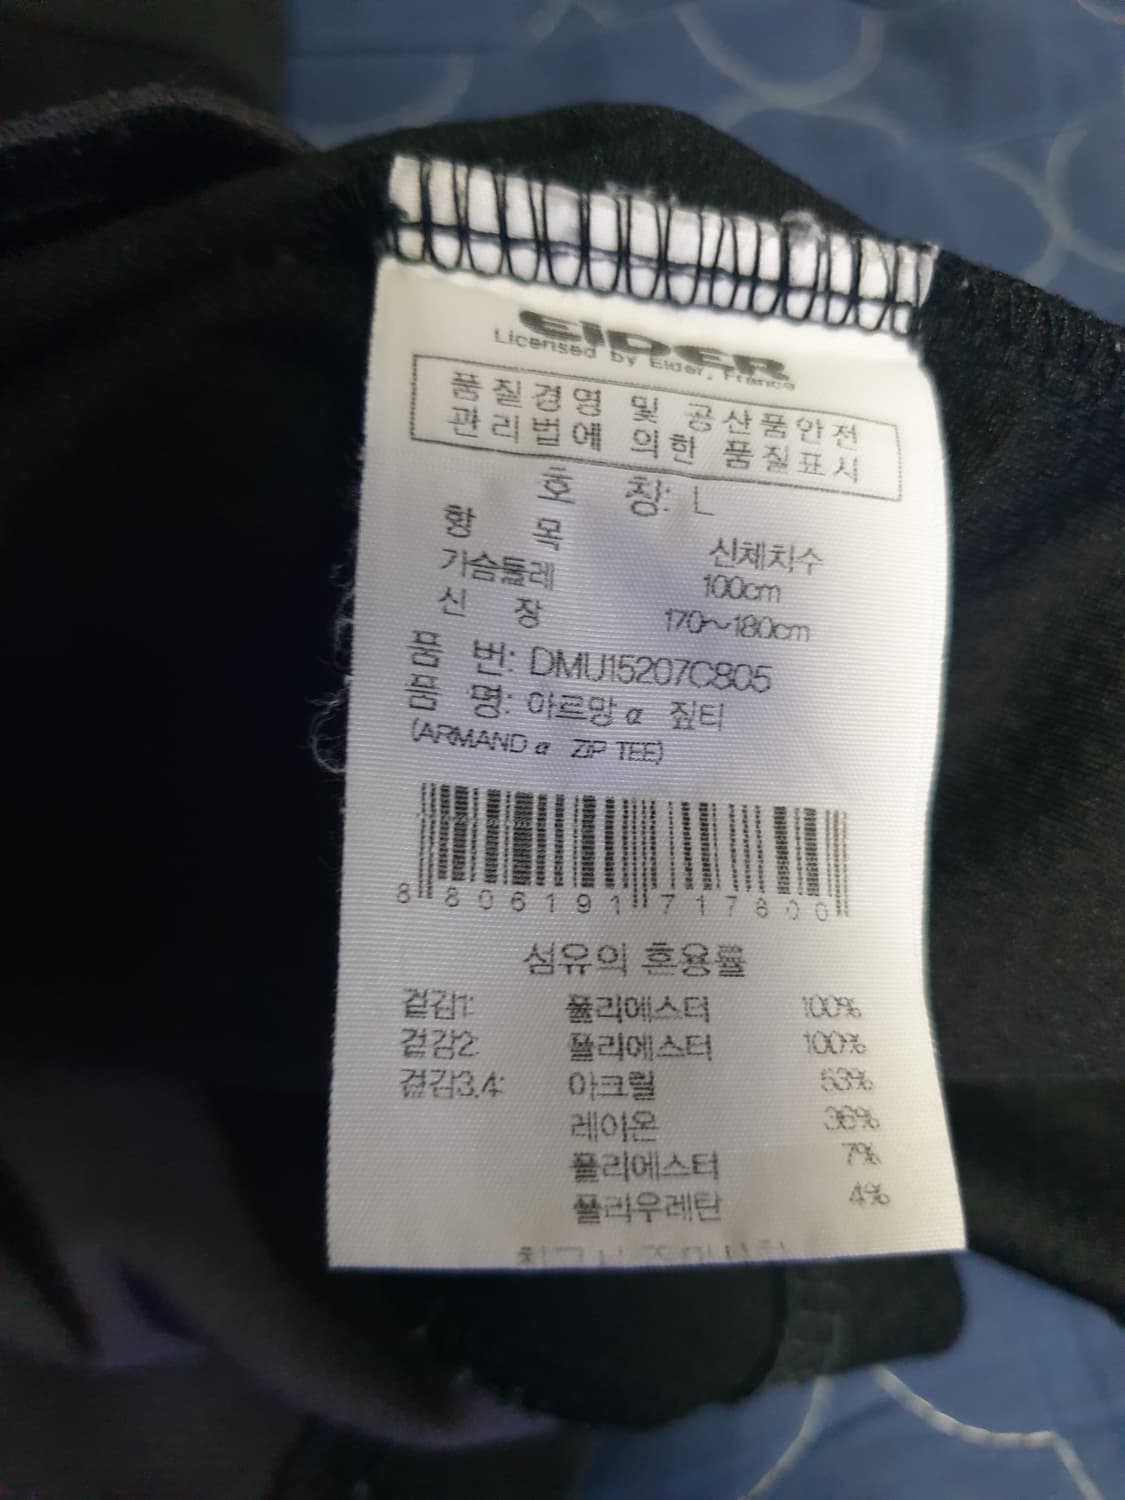 EIDER
Licensed by Eider, France
품질경영 및 공산품안전
관리법에 의한 품질표시
호 칭: L
항 목 신체치수
가슴둘레 100cm
신 장 170~180cm
품 번: DMU15207C805
품 명: 아르망α 짚티
(ARMAND α ZIP TEE)
8 806191 717800
섬유의 혼용률
겉감1: 폴리에스터 100%
겉감2: 폴리에스터 100%
겉감3,4: 아크릴 53%
레이온 36%
폴리에스터 7%
폴리우레탄 4%